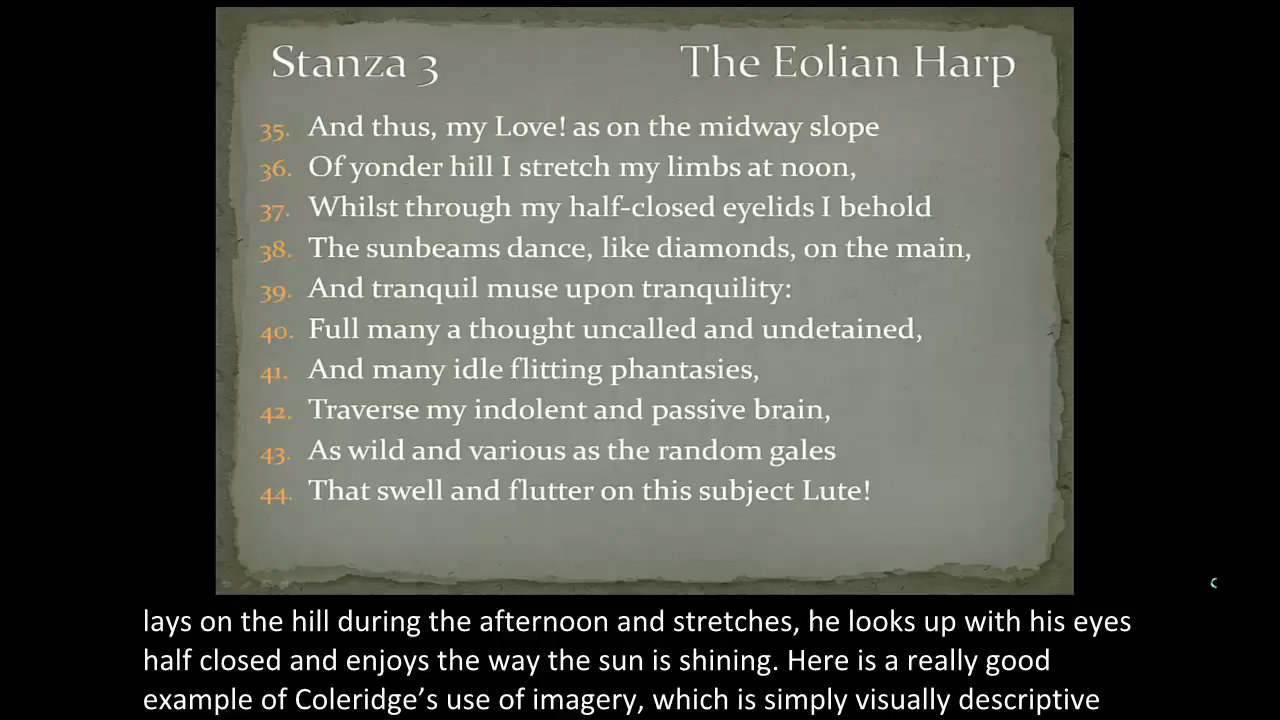 Stanza 3 The Eolian Harp
35. And thus, my Love! as on the midway slope
36. Of yonder hill I stretch my limbs at noon,
37. Whilst through my half-closed eyelids I behold
38. The sunbeams dance, like diamonds, on the main,
39. And tranquil muse upon tranquility:
40. Full many a thought uncalled and undetained,
41. And many idle flitting phantasies,
42. Traverse my indolent and passive brain,
43. As wild and various as the random gales
44. That swell and flutter on this subject Lute!
lays on the hill during the afternoon and stretches, he looks up with his eyes
half closed and enjoys the way the sun is shining. Here is a really good
example of Coleridge’s use of imagery, which is simply visually descriptive